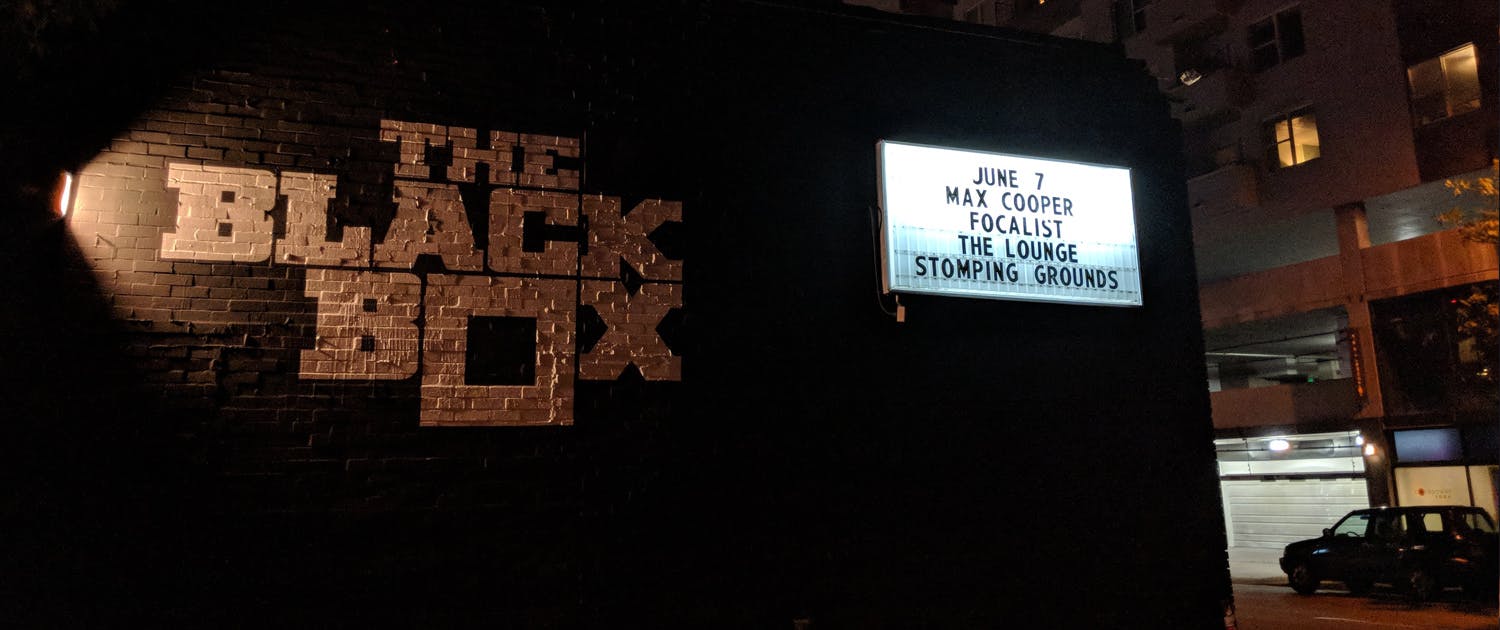 THE
BLACK
BOX
JUNE 7
MAX COOPER
FOCALIST
THE LOUNGE
STOMPING GROUNDS